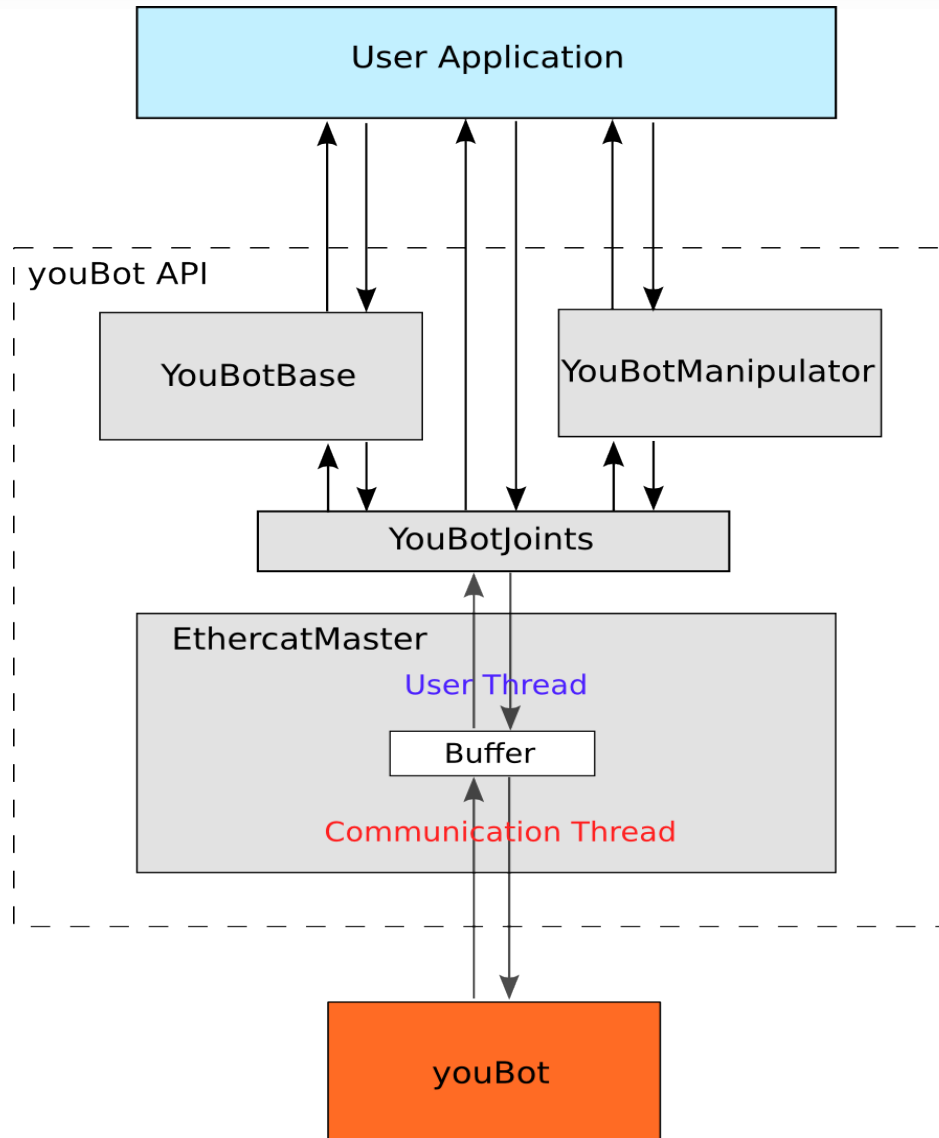 User Application
youBot API
YouBotBase
YouBotManipulator
YouBotJoints
EthercatMaster
User Thread
Buffer
Communication Thread
youBot